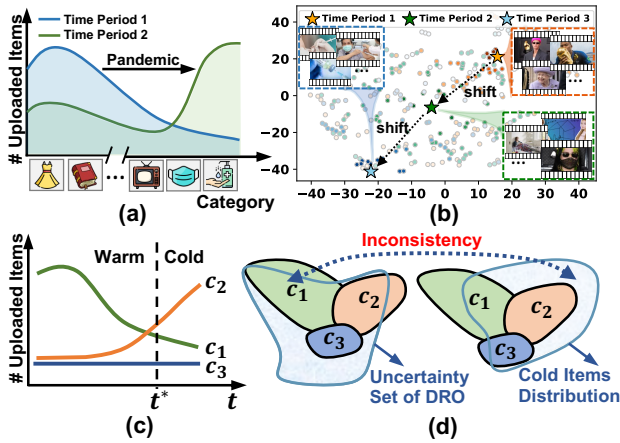 # Uploaded Items
Time Period 1
Time Period 2
Pandemic
...
Category
(a)
Time Period 1
Time Period 2
Time Period 3
40
20
0
−20
−40
shift
shift
...
...
...
−40 −30 −20 −10 0 10 20 30 40
(b)
# Uploaded Items
Warm
Cold
c₂
c₁
c₃
t*
t
(c)
Inconsistency
c₁
c₂
c₃
c₁
c₂
c₃
Uncertainty
Set of DRO
Cold Items
Distribution
(d)